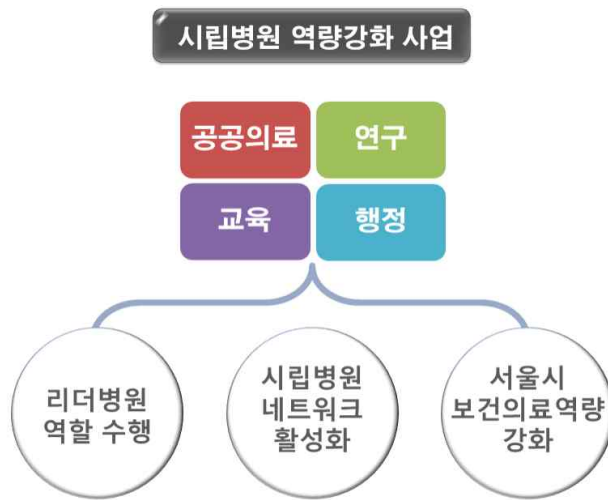 시립병원 역량강화 사업
공공의료
연구
교육
행정
리더병원
역할 수행
시립병원
네트워크
활성화
서울시
보건의료역량
강화